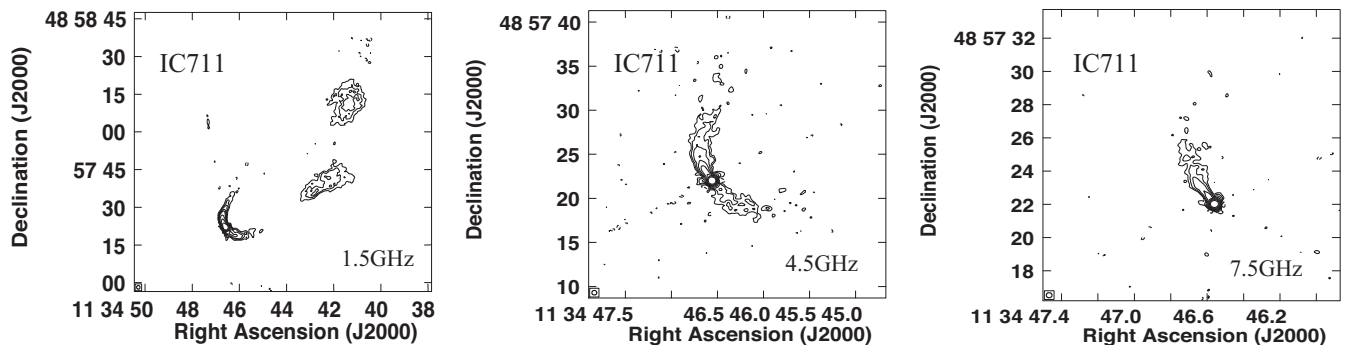 48 58 45
30
15
00
57 45
30
15
00
Declination (J2000)
IC711
1.5GHz
11 34 50 48 46 44 42 40 38
Right Ascension (J2000)
48 57 40
35
30
25
20
15
10
Declination (J2000)
IC711
4.5GHz
11 34 47.5 46.5 46.0 45.5 45.0
Right Ascension (J2000)
48 57 32
30
28
26
24
22
20
18
Declination (J2000)
IC711
7.5GHz
11 34 47.4 47.0 46.6 46.2
Right Ascension (J2000)